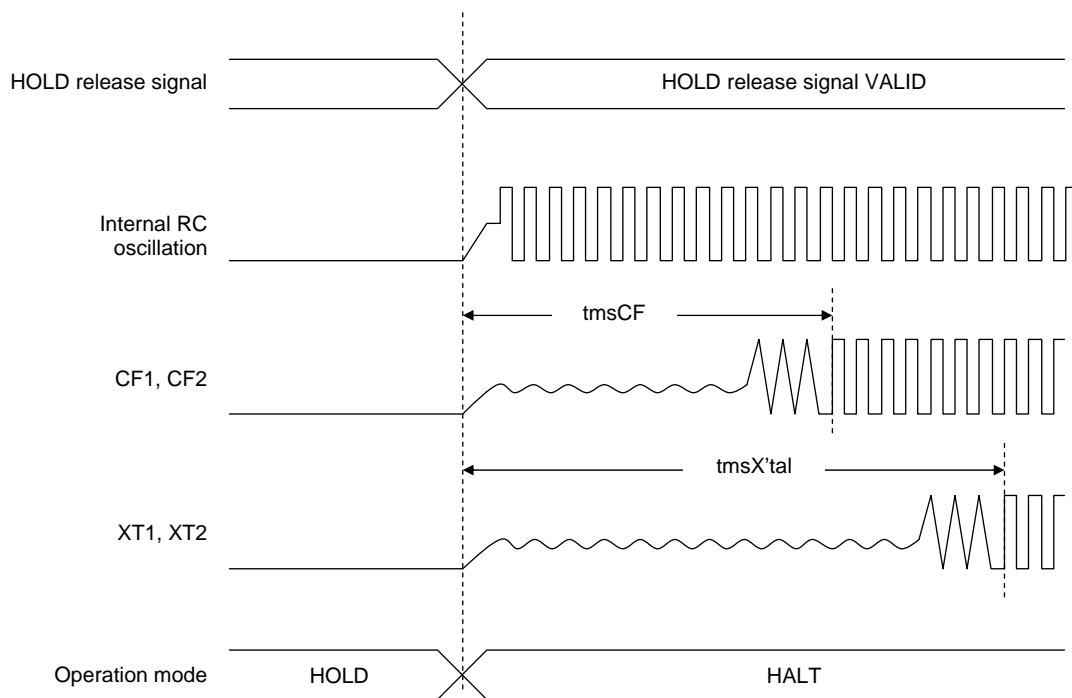 HOLD release signal
HOLD release signal VALID
Internal RC
oscillation
tmsCF
CF1, CF2
tmsX’tal
XT1, XT2
Operation mode
HOLD
HALT